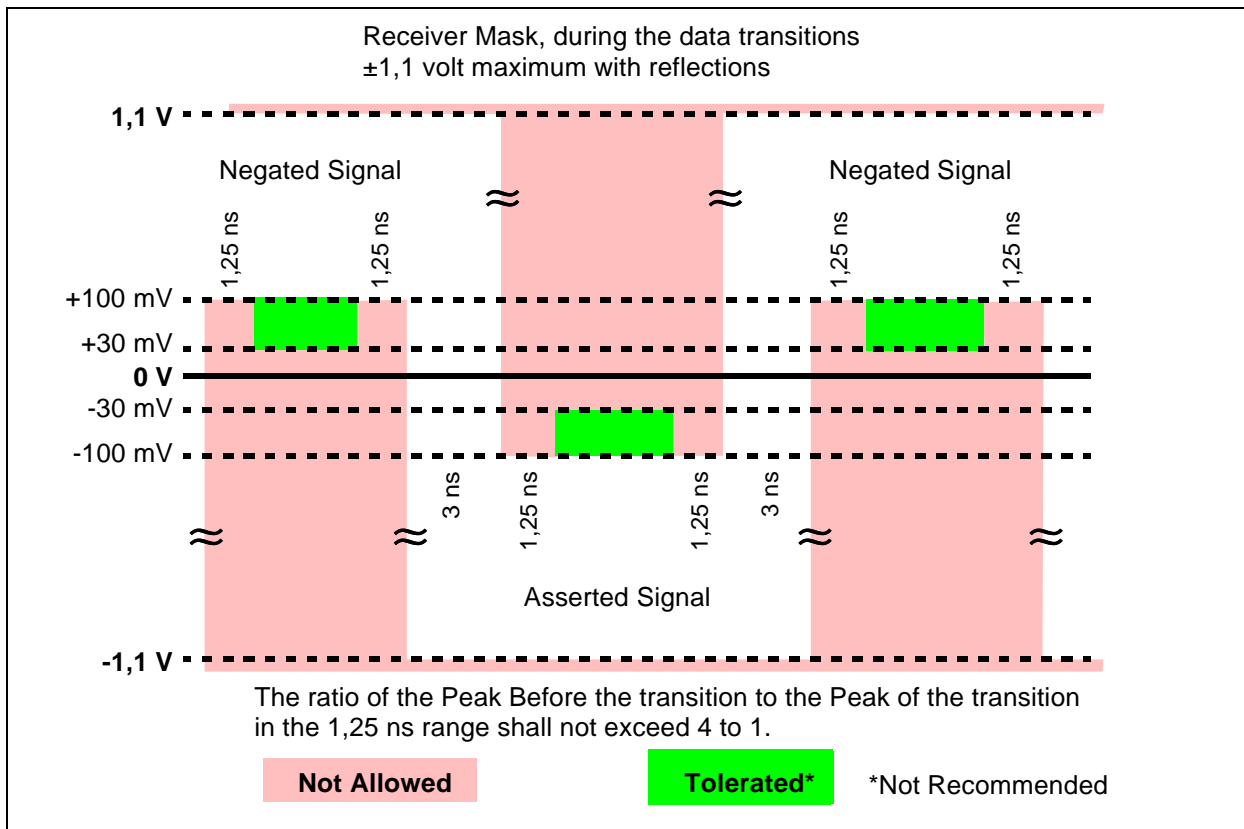 Receiver Mask, during the data transitions
±1,1 volt maximum with reflections
1,1 V
Negated Signal
Negated Signal
1,25 ns
1,25 ns
1,25 ns
1,25 ns
+100 mV
+30 mV
0 V
-30 mV
-100 mV
3 ns
1,25 ns
1,25 ns
3 ns
Asserted Signal
-1,1 V
The ratio of the Peak Before the transition to the Peak of the transition
in the 1,25 ns range shall not exceed 4 to 1.
Not Allowed
Tolerated*
*Not Recommended